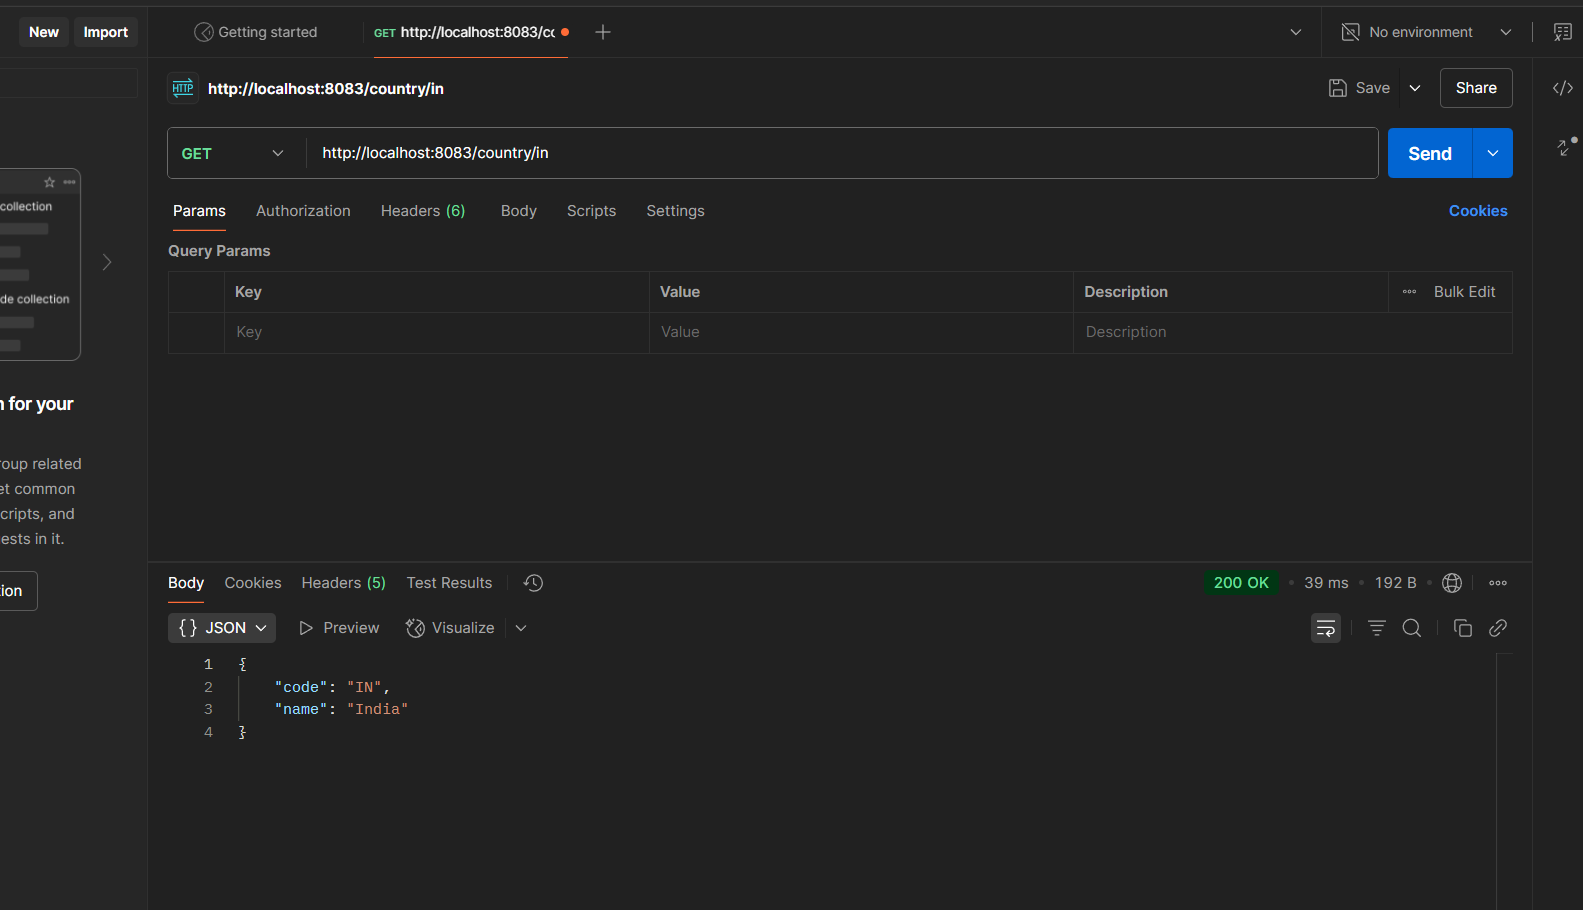 New Import
Getting started
GET http://localhost:8083/cc
No environment
HTTP http://localhost:8083/country/in
Save
Share
GET
http://localhost:8083/country/in
Send
Params Authorization Headers (6) Body Scripts Settings
Cookies
Query Params
Key Value Description Bulk Edit
Key Value Description
collection
de collection
n for your
roup related
et common
cripts, and
ests in it.
ion
Body Cookies Headers (5) Test Results
200 OK • 39 ms • 192 B
{} JSON Preview Visualize
1 {
2 "code": "IN",
3 "name": "India"
4 }